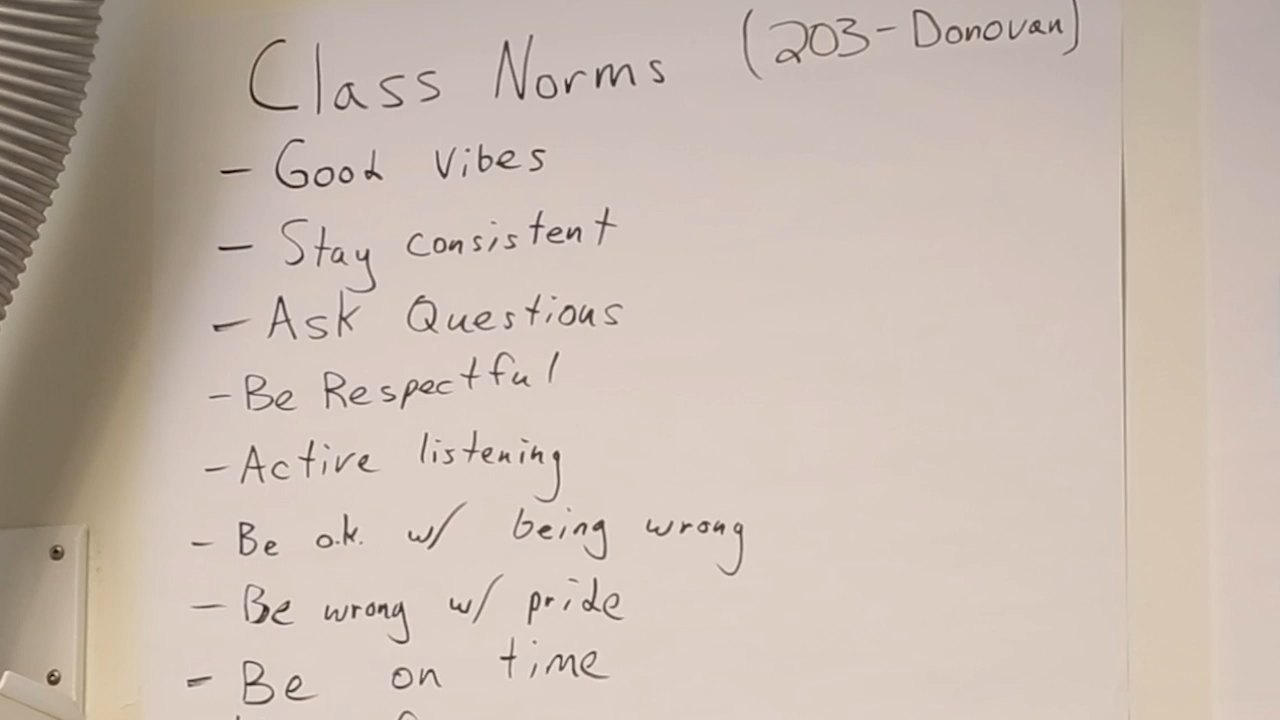 Class Norms (203-Donovan)
- Good vibes
- Stay consistent
- Ask Questions
- Be Respectful
- Active listening
- Be o.k. w/ being wrong
- Be wrong w/ pride
- Be on time